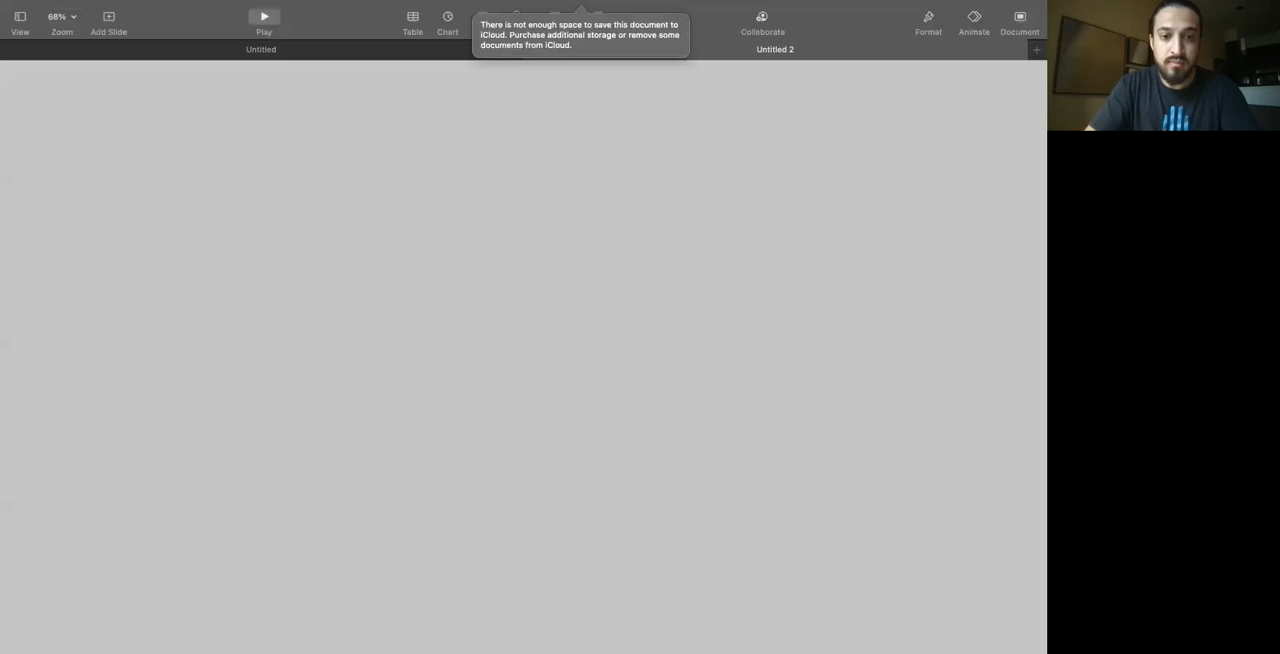 68%
View
Zoom
Add Slide
Play
Table
Chart
There is not enough space to save this document to
iCloud. Purchase additional storage or remove some
documents from iCloud.
Collaborate
Format
Animate
Document
Untitled
Untitled 2